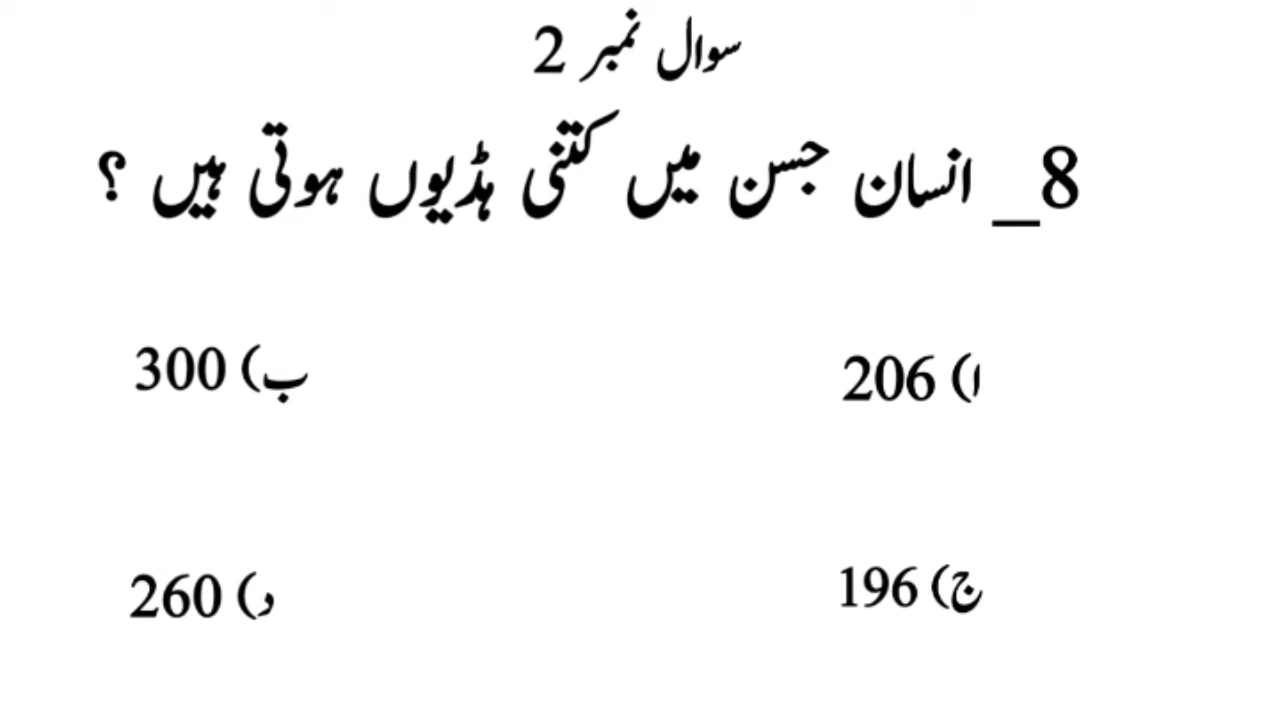 سوال نمبر 2
8_ انسان جسن میں کتنی ہڈیوں ہوتی ہیں ؟
ا) 206
ب) 300
ج) 196
د) 260